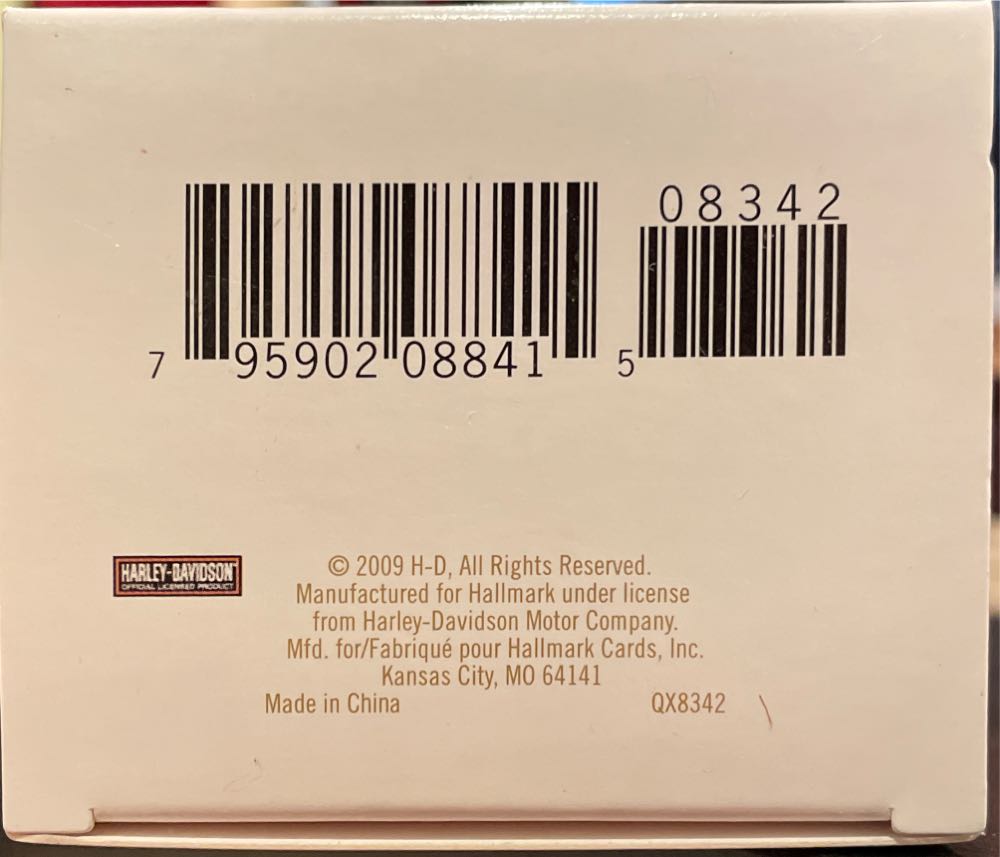 08342
7 95902 08841 5
HARLEY-DAVIDSON
OFFICIAL LICENSED PRODUCT
© 2009 H-D, All Rights Reserved.
Manufactured for Hallmark under license
from Harley-Davidson Motor Company.
Mfd. for/Fabriqué pour Hallmark Cards, Inc.
Kansas City, MO 64141
Made in China QX8342